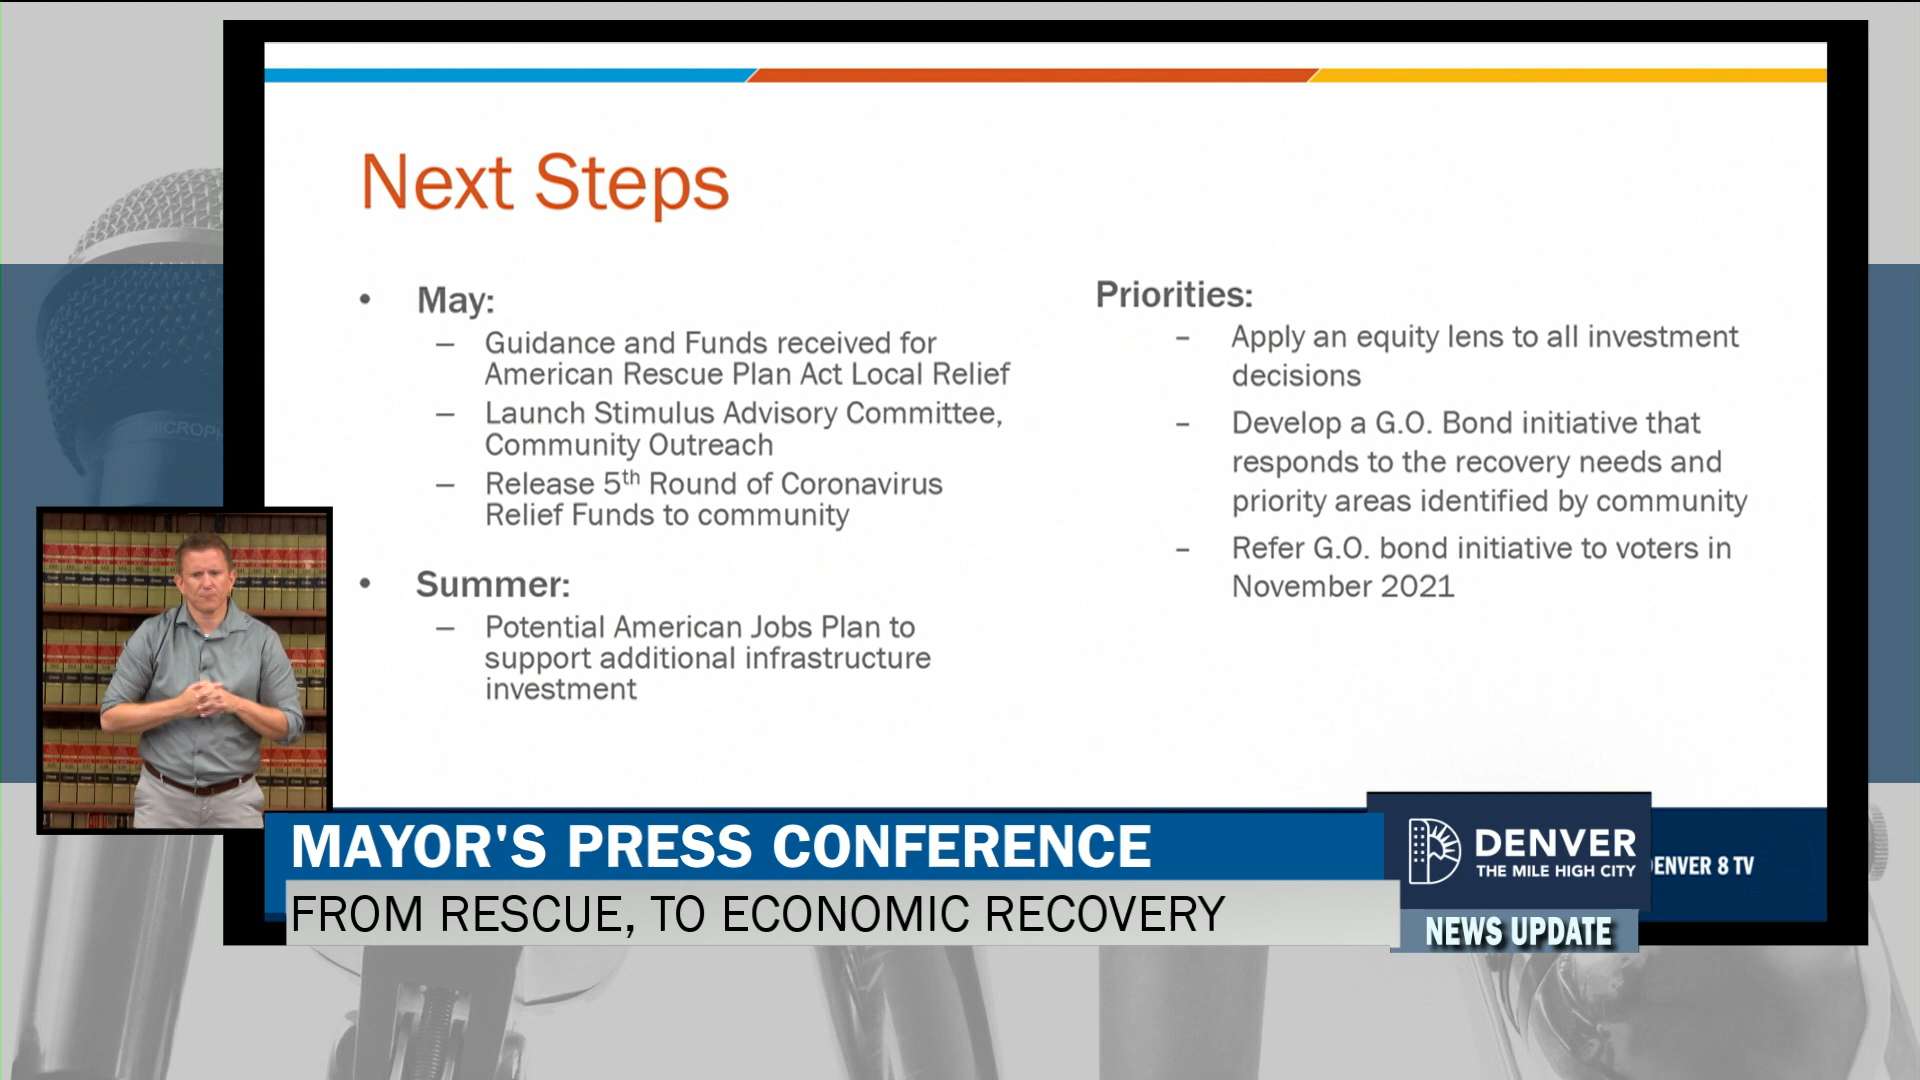 Next Steps
• May:
– Guidance and Funds received for
American Rescue Plan Act Local Relief
– Launch Stimulus Advisory Committee,
Community Outreach
– Release 5th Round of Coronavirus
Relief Funds to community
• Summer:
– Potential American Jobs Plan to
support additional infrastructure
investment
Priorities:
– Apply an equity lens to all investment
decisions
– Develop a G.O. Bond initiative that
responds to the recovery needs and
priority areas identified by community
– Refer G.O. bond initiative to voters in
November 2021
MAYOR'S PRESS CONFERENCE
FROM RESCUE, TO ECONOMIC RECOVERY
DENVER
THE MILE HIGH CITY
NEWS UPDATE
DENVER 8 TV